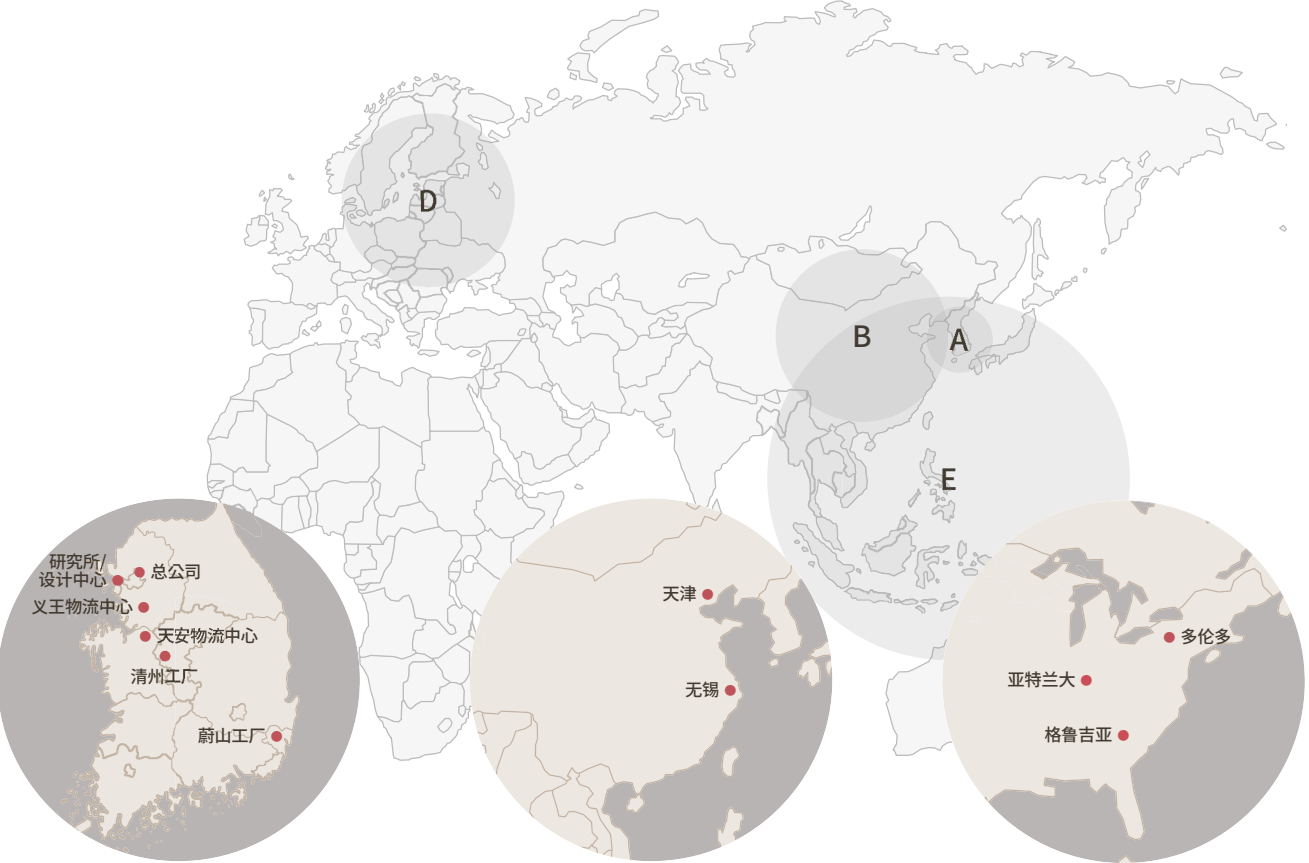 D
B
A
E
研究所/
设计中心
总公司
义王物流中心
天安物流中心
清州工厂
蔚山工厂
天津
无锡
多伦多
亚特兰大
格鲁吉亚